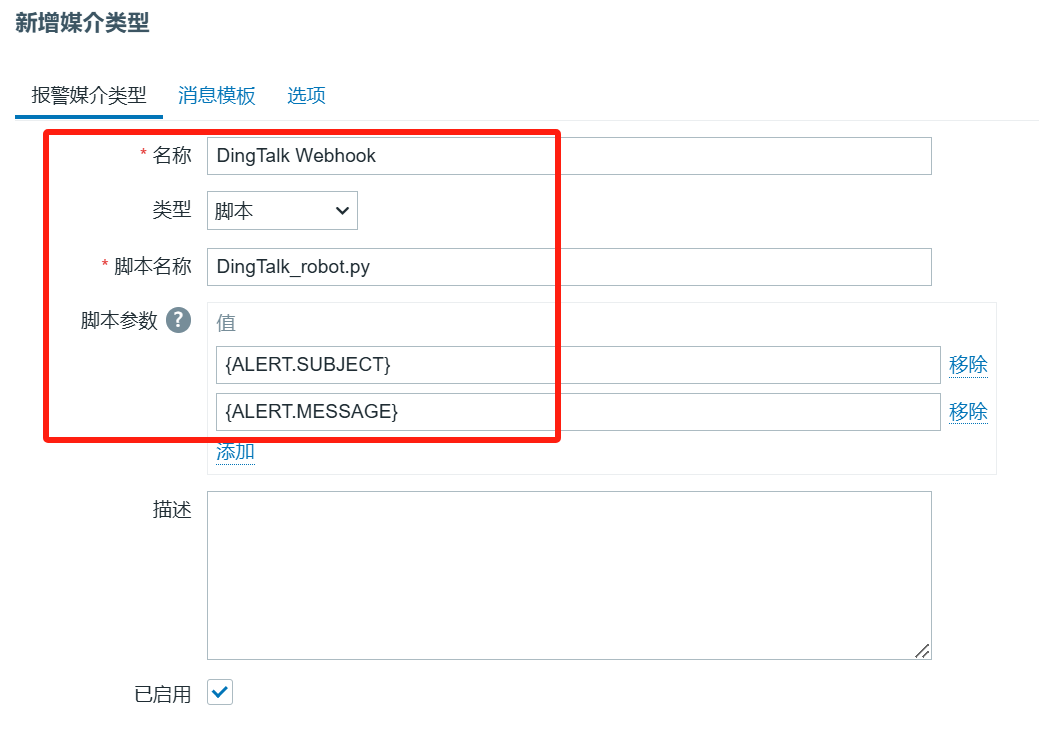 新增媒介类型
报警媒介类型 消息模板 选项
* 名称 DingTalk Webhook
类型 脚本
* 脚本名称 DingTalk_robot.py
脚本参数 ? 值
{ALERT.SUBJECT} 移除
{ALERT.MESSAGE} 移除
添加
描述
已启用